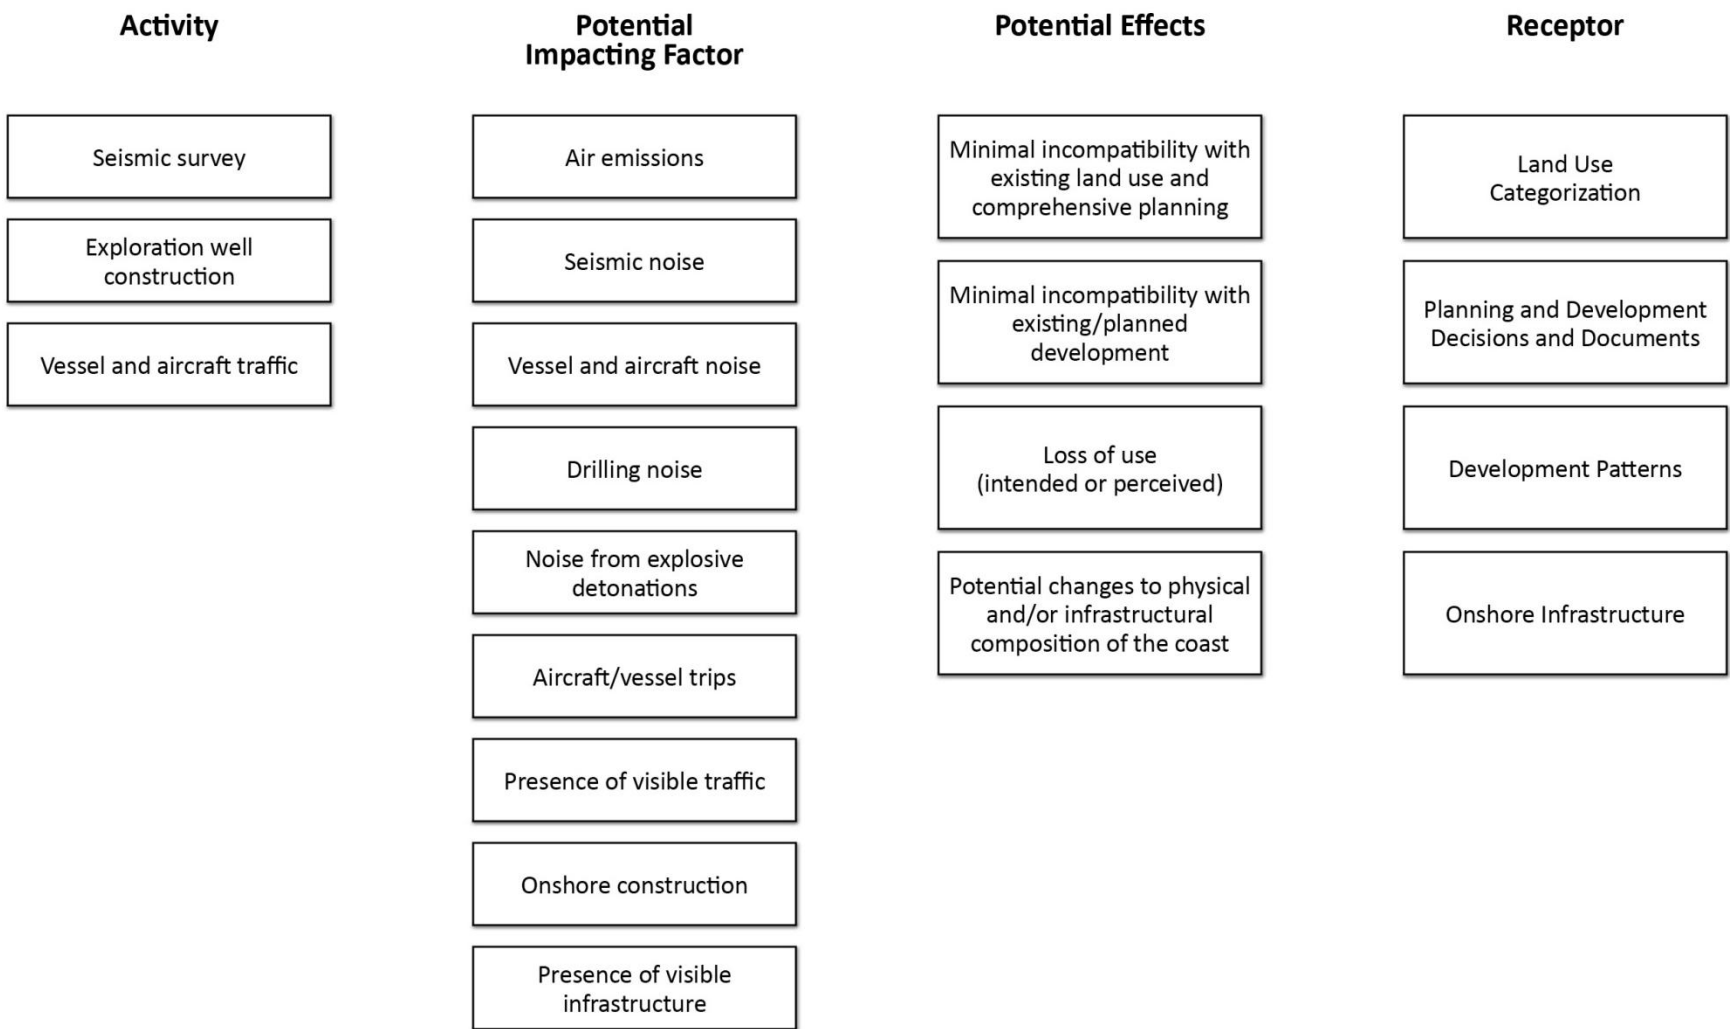 Activity
Potential
Impacting Factor
Potential Effects
Receptor
Seismic survey
Exploration well
construction
Vessel and aircraft traffic
Air emissions
Seismic noise
Vessel and aircraft noise
Drilling noise
Noise from explosive
detonations
Aircraft/vessel trips
Presence of visible traffic
Onshore construction
Presence of visible
infrastructure
Minimal incompatibility with
existing land use and
comprehensive planning
Minimal incompatibility with
existing/planned
development
Loss of use
(intended or perceived)
Potential changes to physical
and/or infrastructural
composition of the coast
Land Use
Categorization
Planning and Development
Decisions and Documents
Development Patterns
Onshore Infrastructure